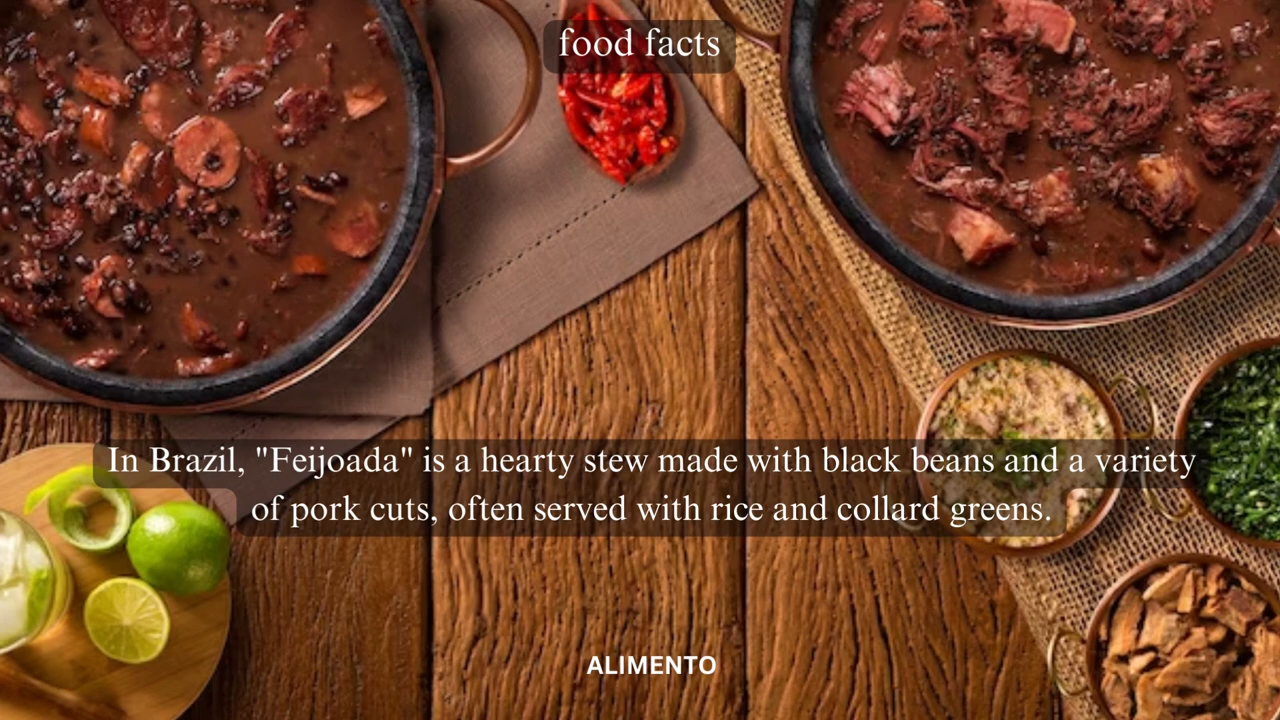 food facts
In Brazil, "Feijoada" is a hearty stew made with black beans and a variety
of pork cuts, often served with rice and collard greens.
ALIMENTO